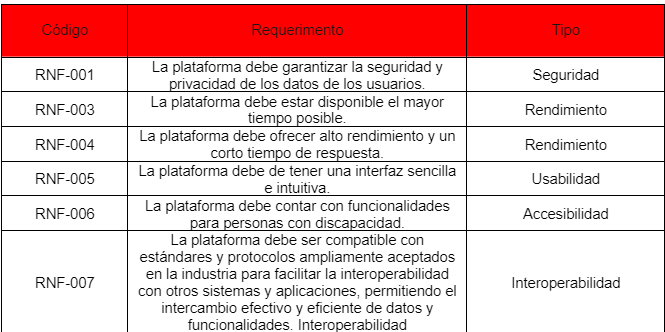 Código Requerimento Tipo
RNF-001 La plataforma debe garantizar la seguridad y Seguridad
privacidad de los datos de los usuarios.
RNF-003 La plataforma debe estar disponible el mayor Rendimiento
tiempo posible.
RNF-004 La plataforma debe ofrecer alto rendimiento y un Rendimiento
corto tiempo de respuesta.
RNF-005 La plataforma debe de tener una interfaz sencilla Usabilidad
e intuitiva.
RNF-006 La plataforma debe contar con funcionalidades Accesibilidad
para personas con discapacidad.
La plataforma debe ser compatible con
estándares y protocolos ampliamente aceptados
en la industria para facilitar la interoperabilidad
RNF-007 con otros sistemas y aplicaciones, permitiendo el Interoperabilidad
intercambio efectivo y eficiente de datos y
funcionalidades. Interoperabilidad